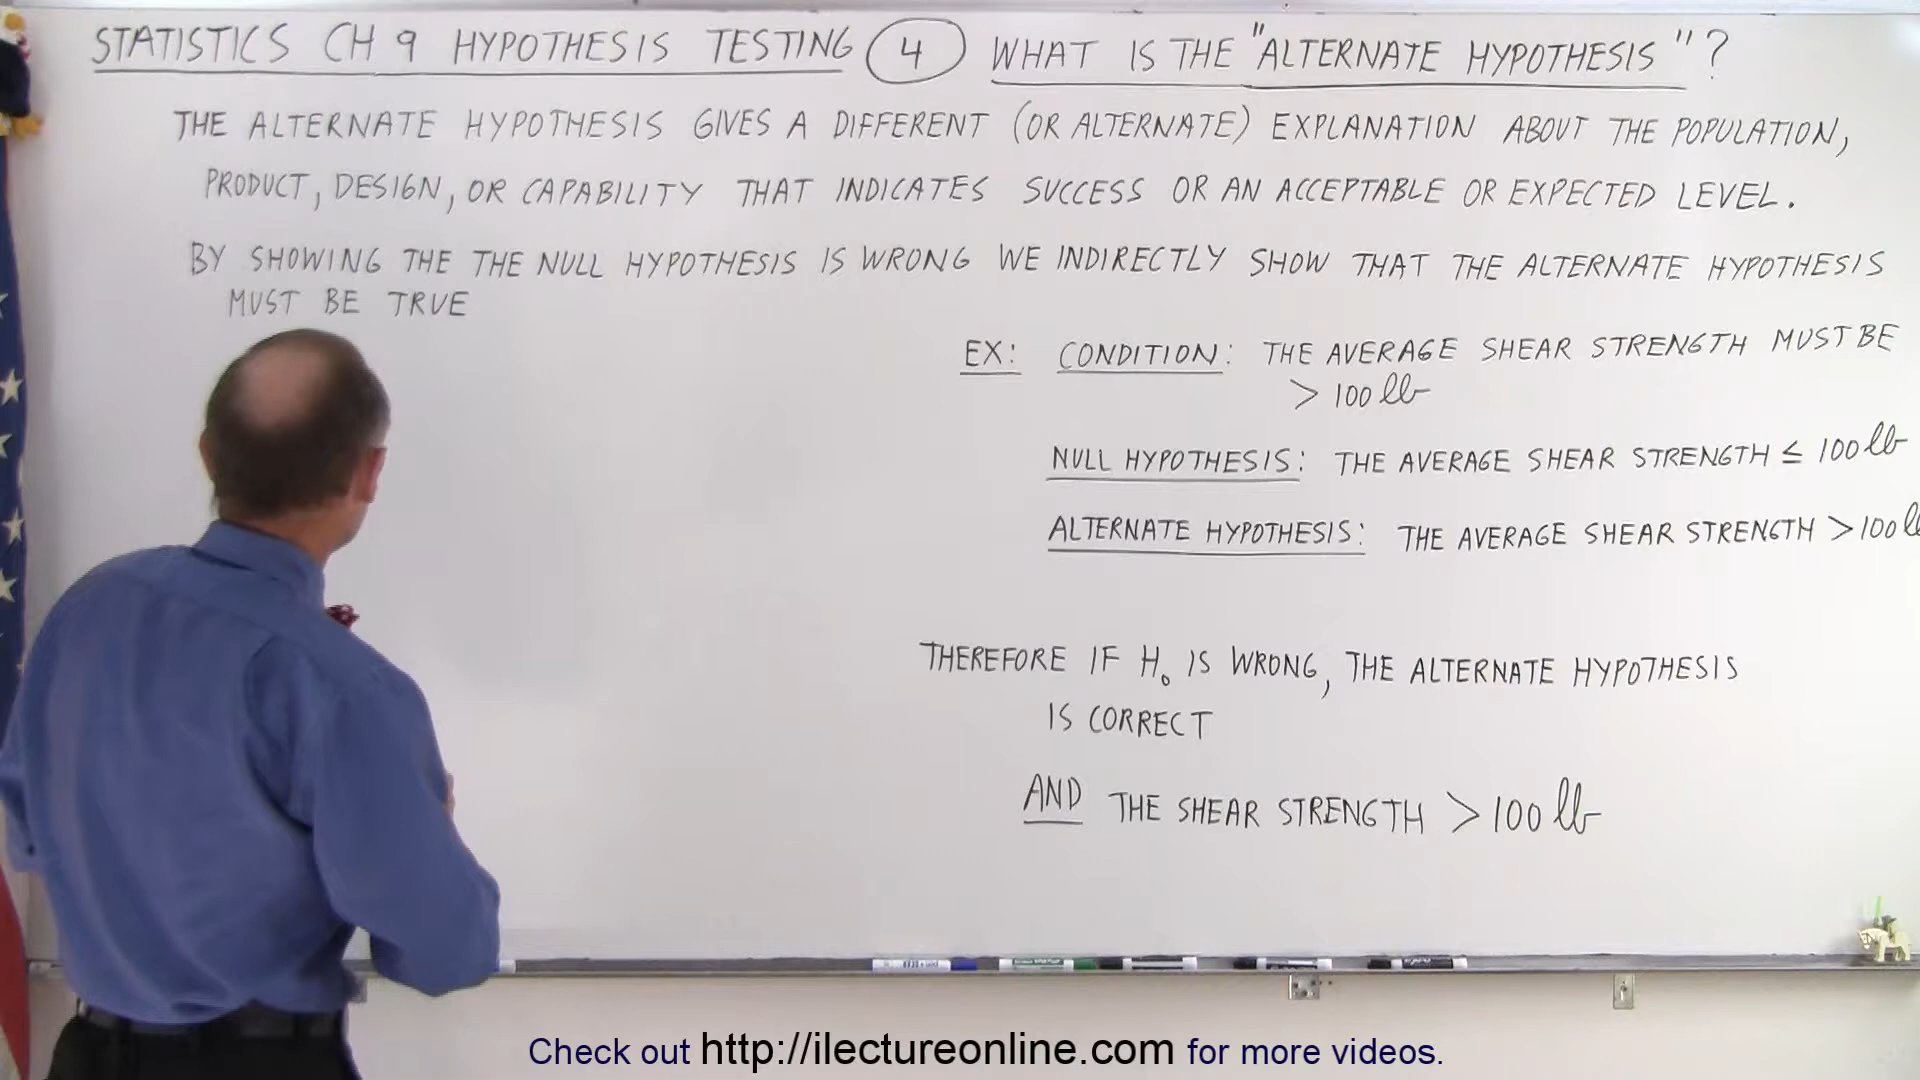 STATISTICS CH 9 HYPOTHESIS TESTING 4 WHAT IS THE "ALTERNATE HYPOTHESIS"?
THE ALTERNATE HYPOTHESIS GIVES A DIFFERENT (OR ALTERNATE) EXPLANATION ABOUT THE POPULATION,
PRODUCT, DESIGN, OR CAPABILITY THAT INDICATES SUCCESS OR AN ACCEPTABLE OR EXPECTED LEVEL.
BY SHOWING THE THE NULL HYPOTHESIS IS WRONG WE INDIRECTLY SHOW THAT THE ALTERNATE HYPOTHESIS
MUST BE TRUE
EX: CONDITION: THE AVERAGE SHEAR STRENGTH MUST BE
> 100 lb
NULL HYPOTHESIS: THE AVERAGE SHEAR STRENGTH ≤ 100 lb
ALTERNATE HYPOTHESIS: THE AVERAGE SHEAR STRENGTH > 100 l
THEREFORE IF H₀ IS WRONG, THE ALTERNATE HYPOTHESIS
IS CORRECT
AND THE SHEAR STRENGTH > 100 lb
Check out http://ilectureonline.com for more videos.